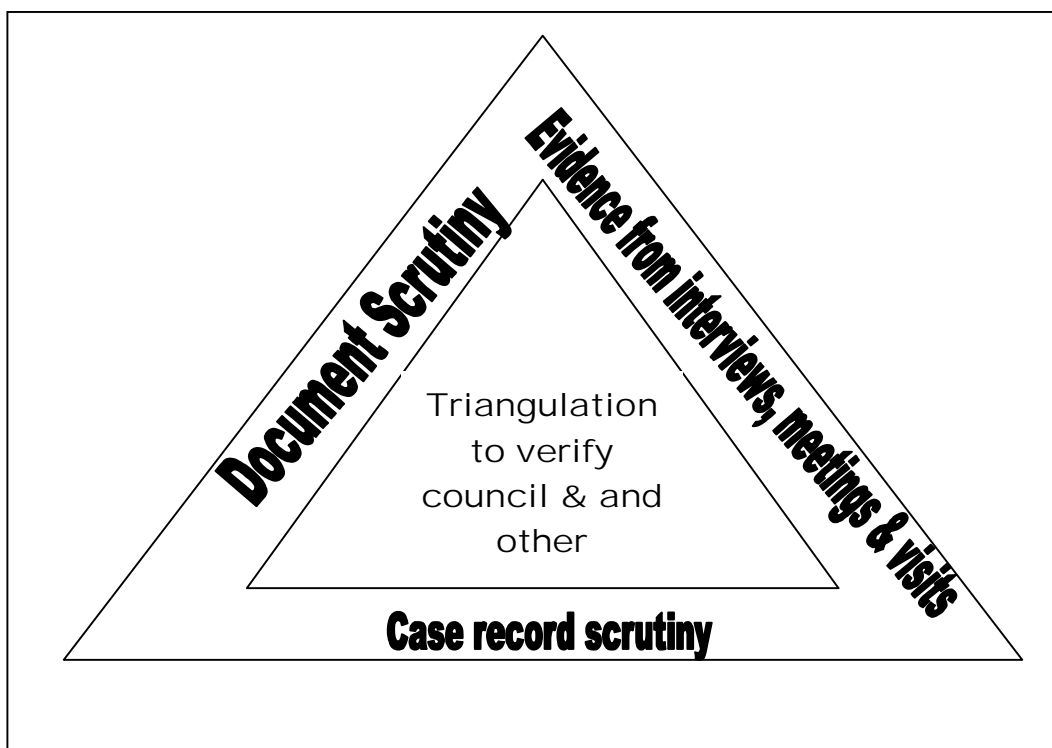 Document Scrutiny
Evidence from interviews, meetings & visits
Triangulation
to verify
council & and
other
Case record scrutiny